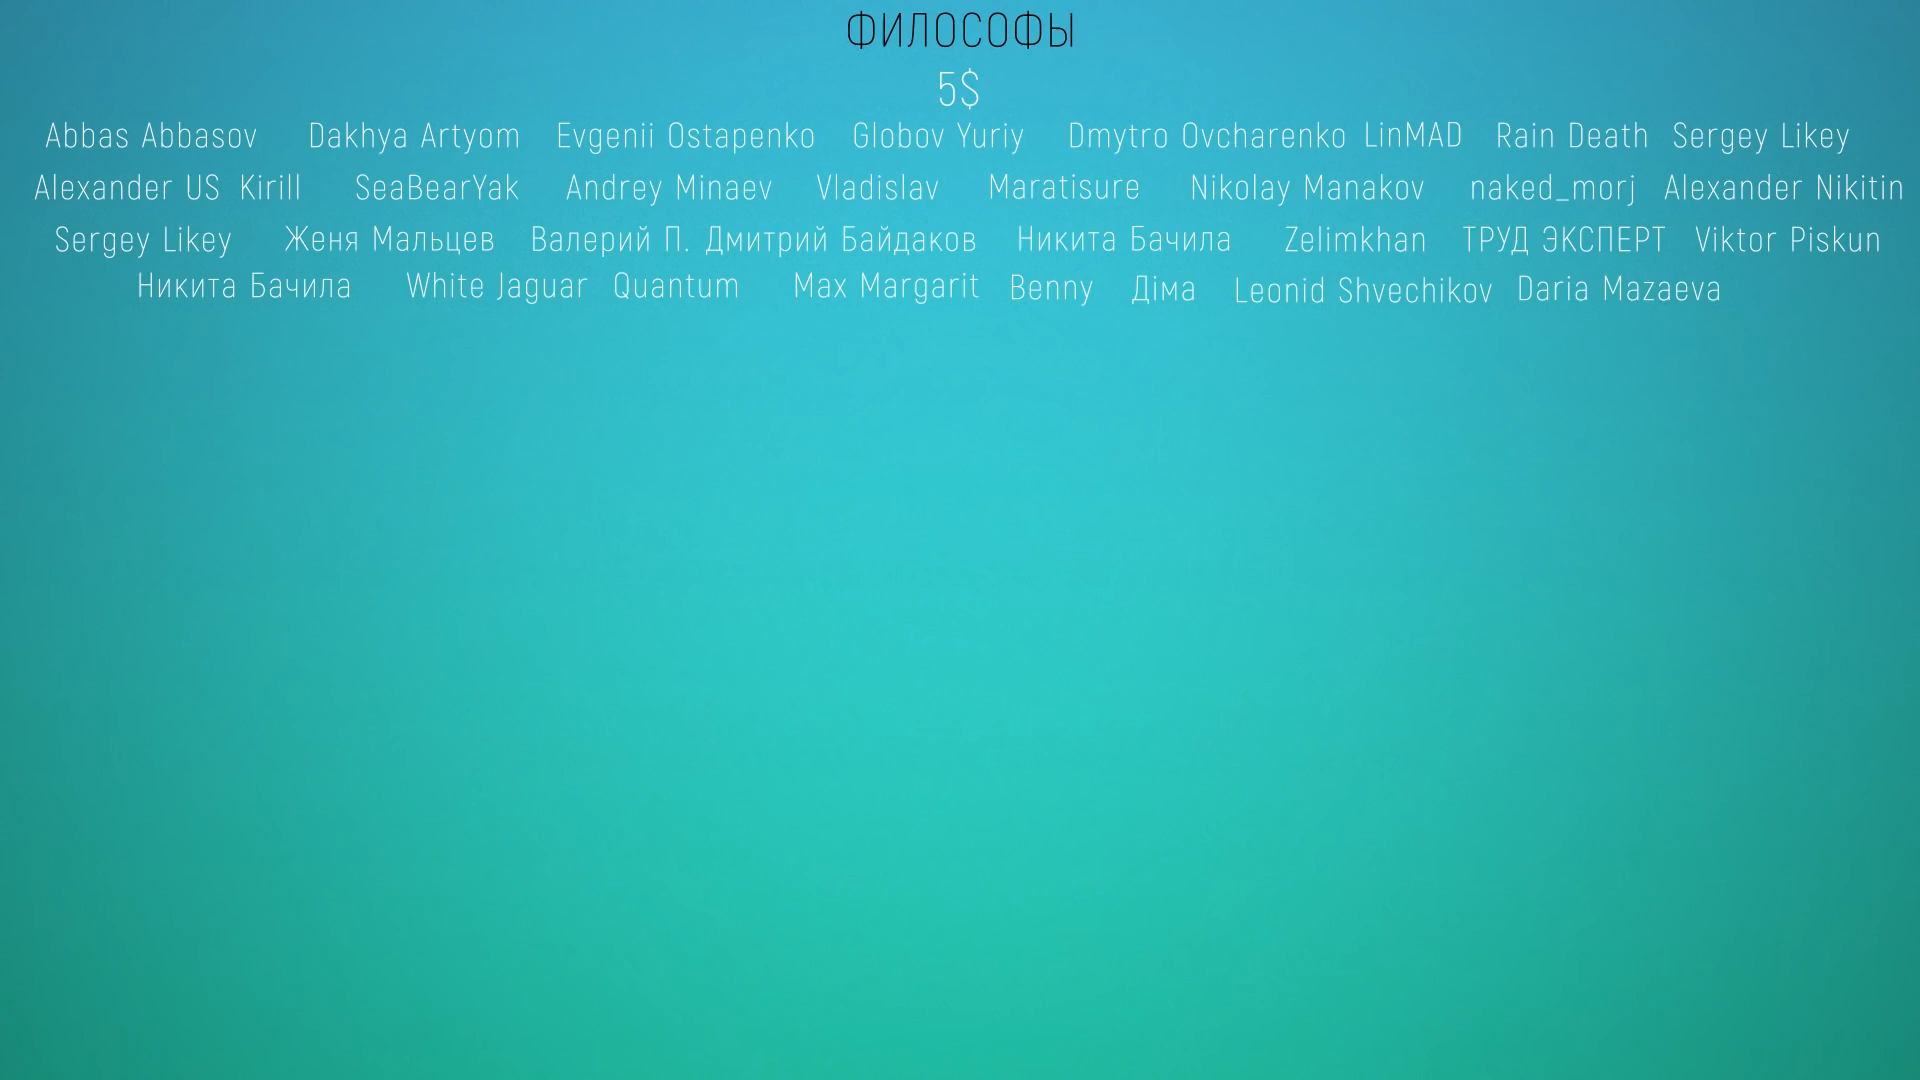 ФИЛОСОФЫ
5$
Abbas Abbasov Dakhya Artyom Evgenii Ostapenko Globov Yuriy Dmytro Ovcharenko LinMAD Rain Death Sergey Likey
Alexander US Kirill SeaBearYak Andrey Minaev Vladislav Maratisure Nikolay Manakov naked_morj Alexander Nikitin
Sergey Likey Женя Мальцев Валерий П. Дмитрий Байдаков Никита Бачила Zelimkhan ТРУД ЭКСПЕРТ Viktor Piskun
Никита Бачила White Jaguar Quantum Max Margarit Benny Діма Leonid Shvechikov Daria Mazaeva